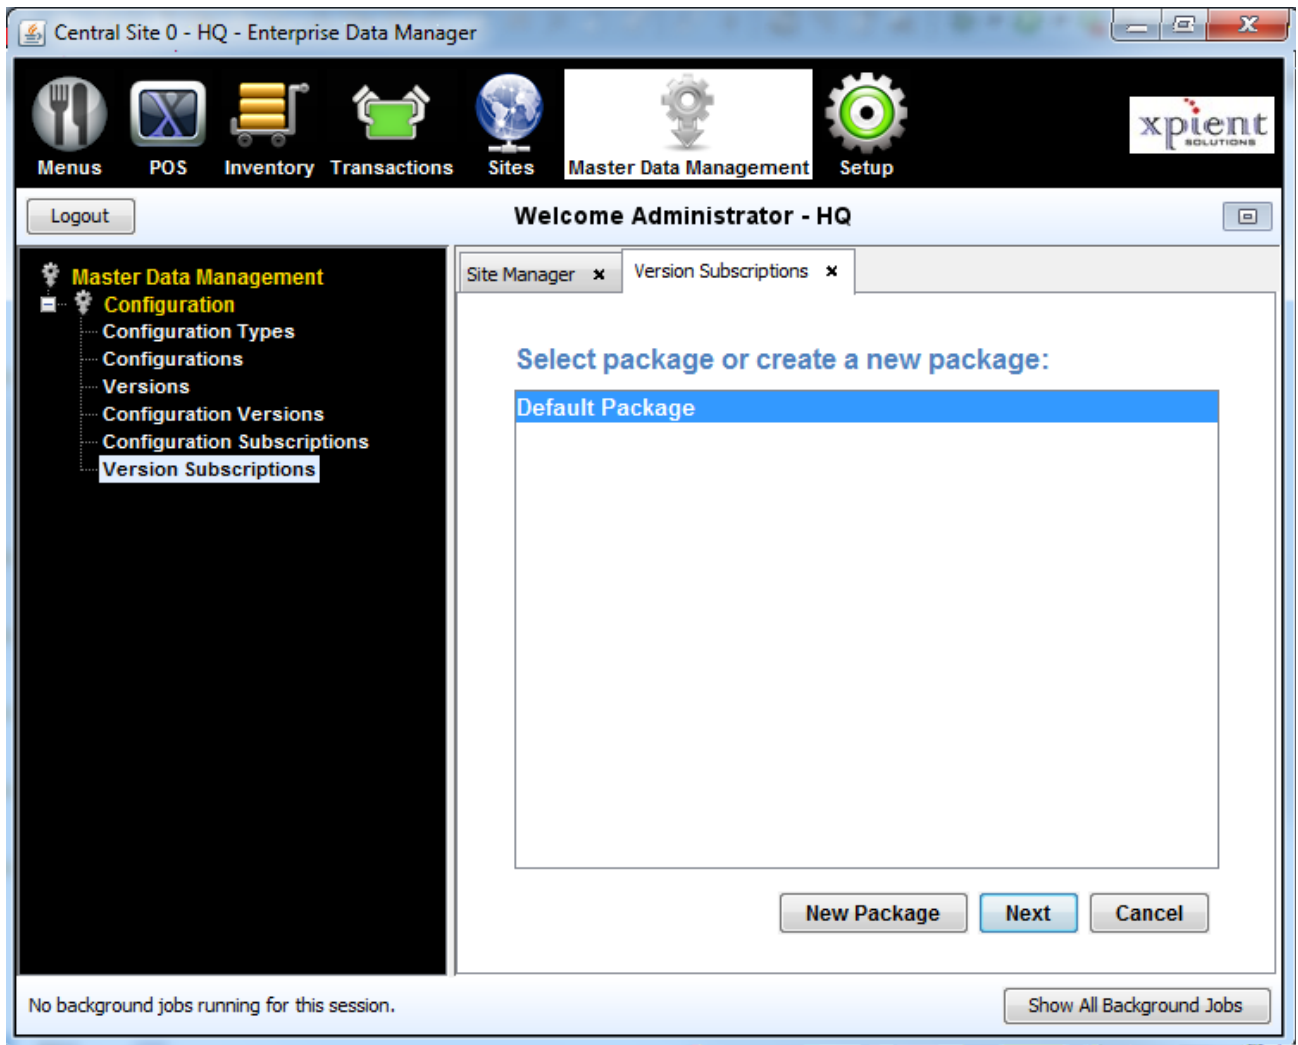 Central Site 0 - HQ - Enterprise Data Manager
Menus POS Inventory Transactions Sites Master Data Management Setup
xpient
SOLUTIONS
Logout
Welcome Administrator - HQ
Master Data Management
Configuration
Configuration Types
Configurations
Versions
Configuration Versions
Configuration Subscriptions
Version Subscriptions
Site Manager
Version Subscriptions
Select package or create a new package:
Default Package
New Package Next Cancel
No background jobs running for this session.
Show All Background Jobs